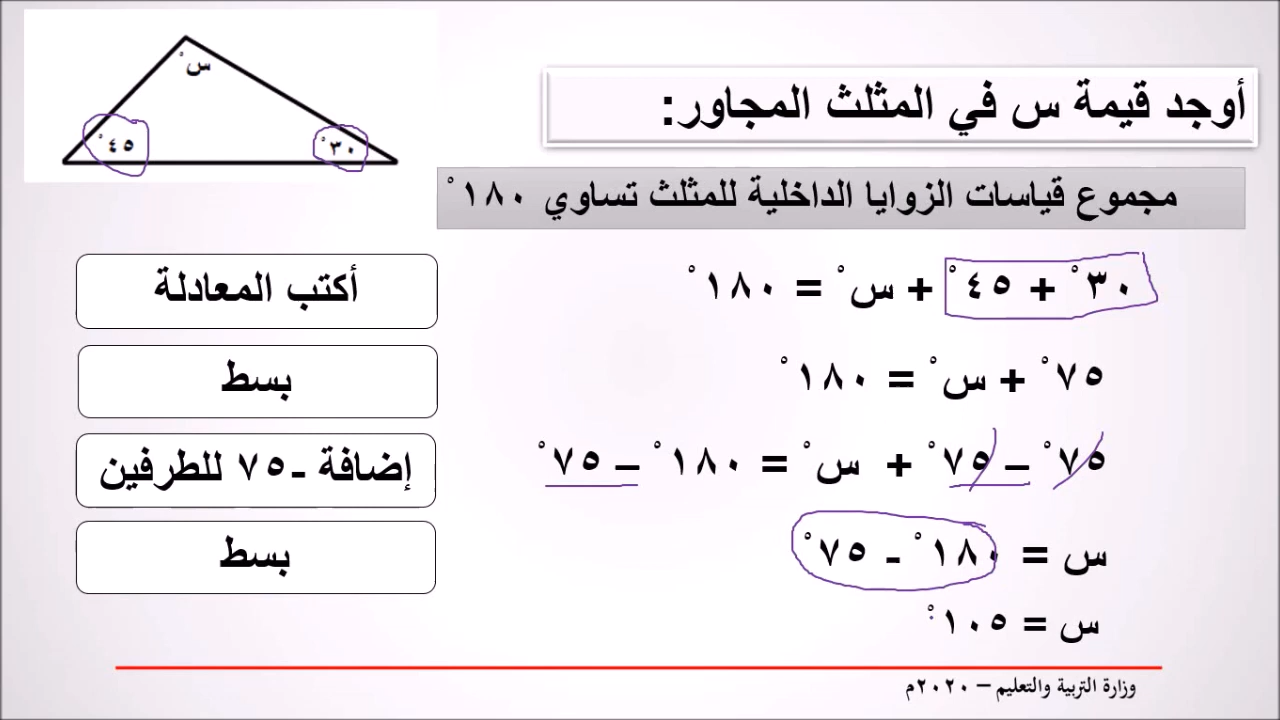 أوجد قيمة س في المثلث المجاور:
س°
٤٥°
٣٠°
مجموع قياسات الزوايا الداخلية للمثلث تساوي ١٨٠°
٣٠° + ٤٥° + س° = ١٨٠°
أكتب المعادلة
٧٥° + س° = ١٨٠°
بسط
٧٥° – ٧٥° + س° = ١٨٠° – ٧٥°
إضافة -٧٥ للطرفين
س = ١٨٠° - ٧٥°
بسط
س = ١٠٥°
وزارة التربية والتعليم – ٢٠٢٠م